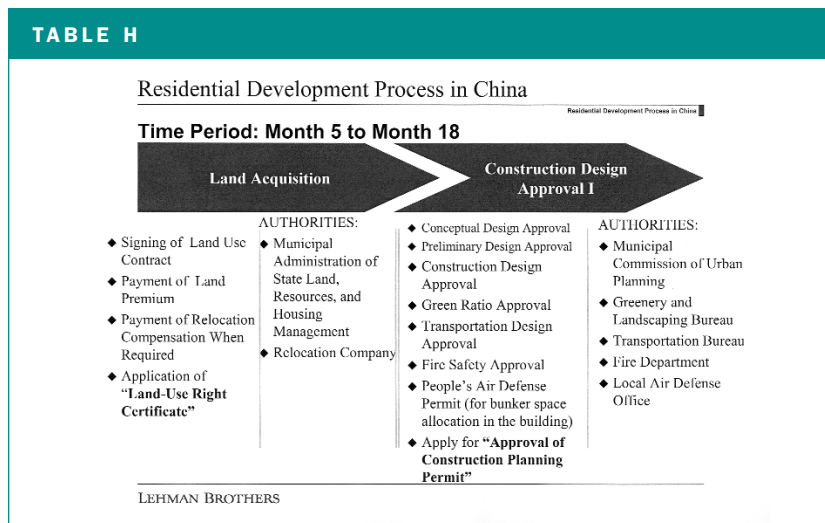 TABLE H
Residential Development Process in China
Residential Development Process in China
Time Period: Month 5 to Month 18
Land Acquisition
Construction Design
Approval I
◆ Signing of Land Use
Contract
◆ Payment of Land
Premium
◆ Payment of Relocation
Compensation When
Required
◆ Application of
“Land-Use Right
Certificate”
AUTHORITIES:
◆ Municipal
Administration of
State Land,
Resources, and
Housing
Management
◆ Relocation Company
◆ Conceptual Design Approval
◆ Preliminary Design Approval
◆ Construction Design
Approval
◆ Green Ratio Approval
◆ Transportation Design
Approval
◆ Fire Safety Approval
◆ People’s Air Defense
Permit (for bunker space
allocation in the building)
◆ Apply for “Approval of
Construction Planning
Permit”
AUTHORITIES:
◆ Municipal
Commission of Urban
Planning
◆ Greenery and
Landscaping Bureau
◆ Transportation Bureau
◆ Fire Department
◆ Local Air Defense
Office
LEHMAN BROTHERS